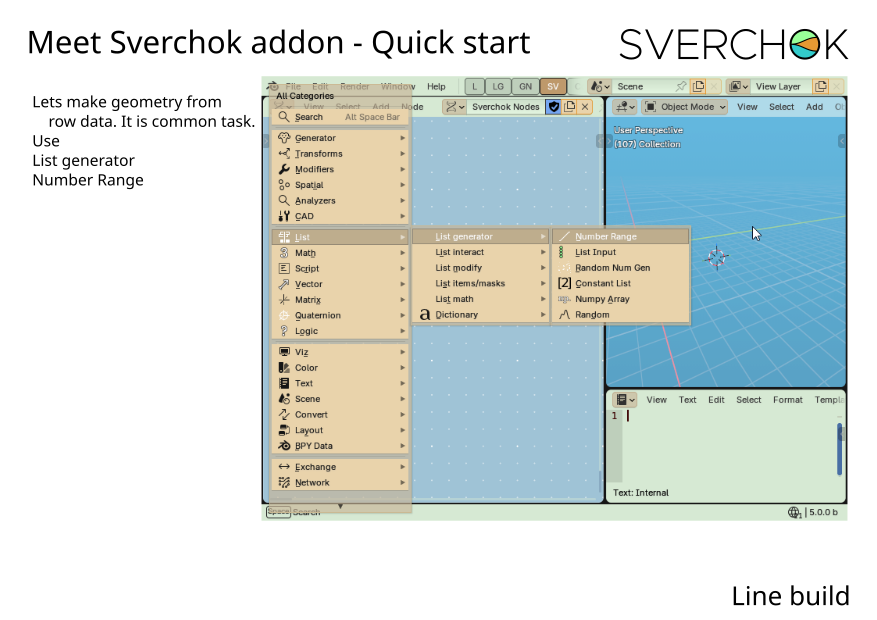 Meet Sverchok addon - Quick start
SVERCHOK
Lets make geometry from
row data. It is common task.
Use
List generator
Number Range
File Edit Render Window Help
L LG GN SV
Scene
View Layer
All Categories
View Select Add Node
Sverchok Nodes
Object Mode
View Select Add
Search Alt Space Bar
Generator
Transforms
Modifiers
Spatial
Analyzers
CAD
List
Math
Script
Vector
Matrix
Quaternion
Logic
Viz
Color
Text
Scene
Convert
Layout
BPY Data
Exchange
Network
List generator
List interact
List modify
List items/masks
List math
a Dictionary
Number Range
List Input
Random Num Gen
[2] Constant List
Numpy Array
Random
User Perspective
(107) Collection
View Text Edit Select Format Templa
1
Text: Internal
Space Search
5.0.0 b
Line build